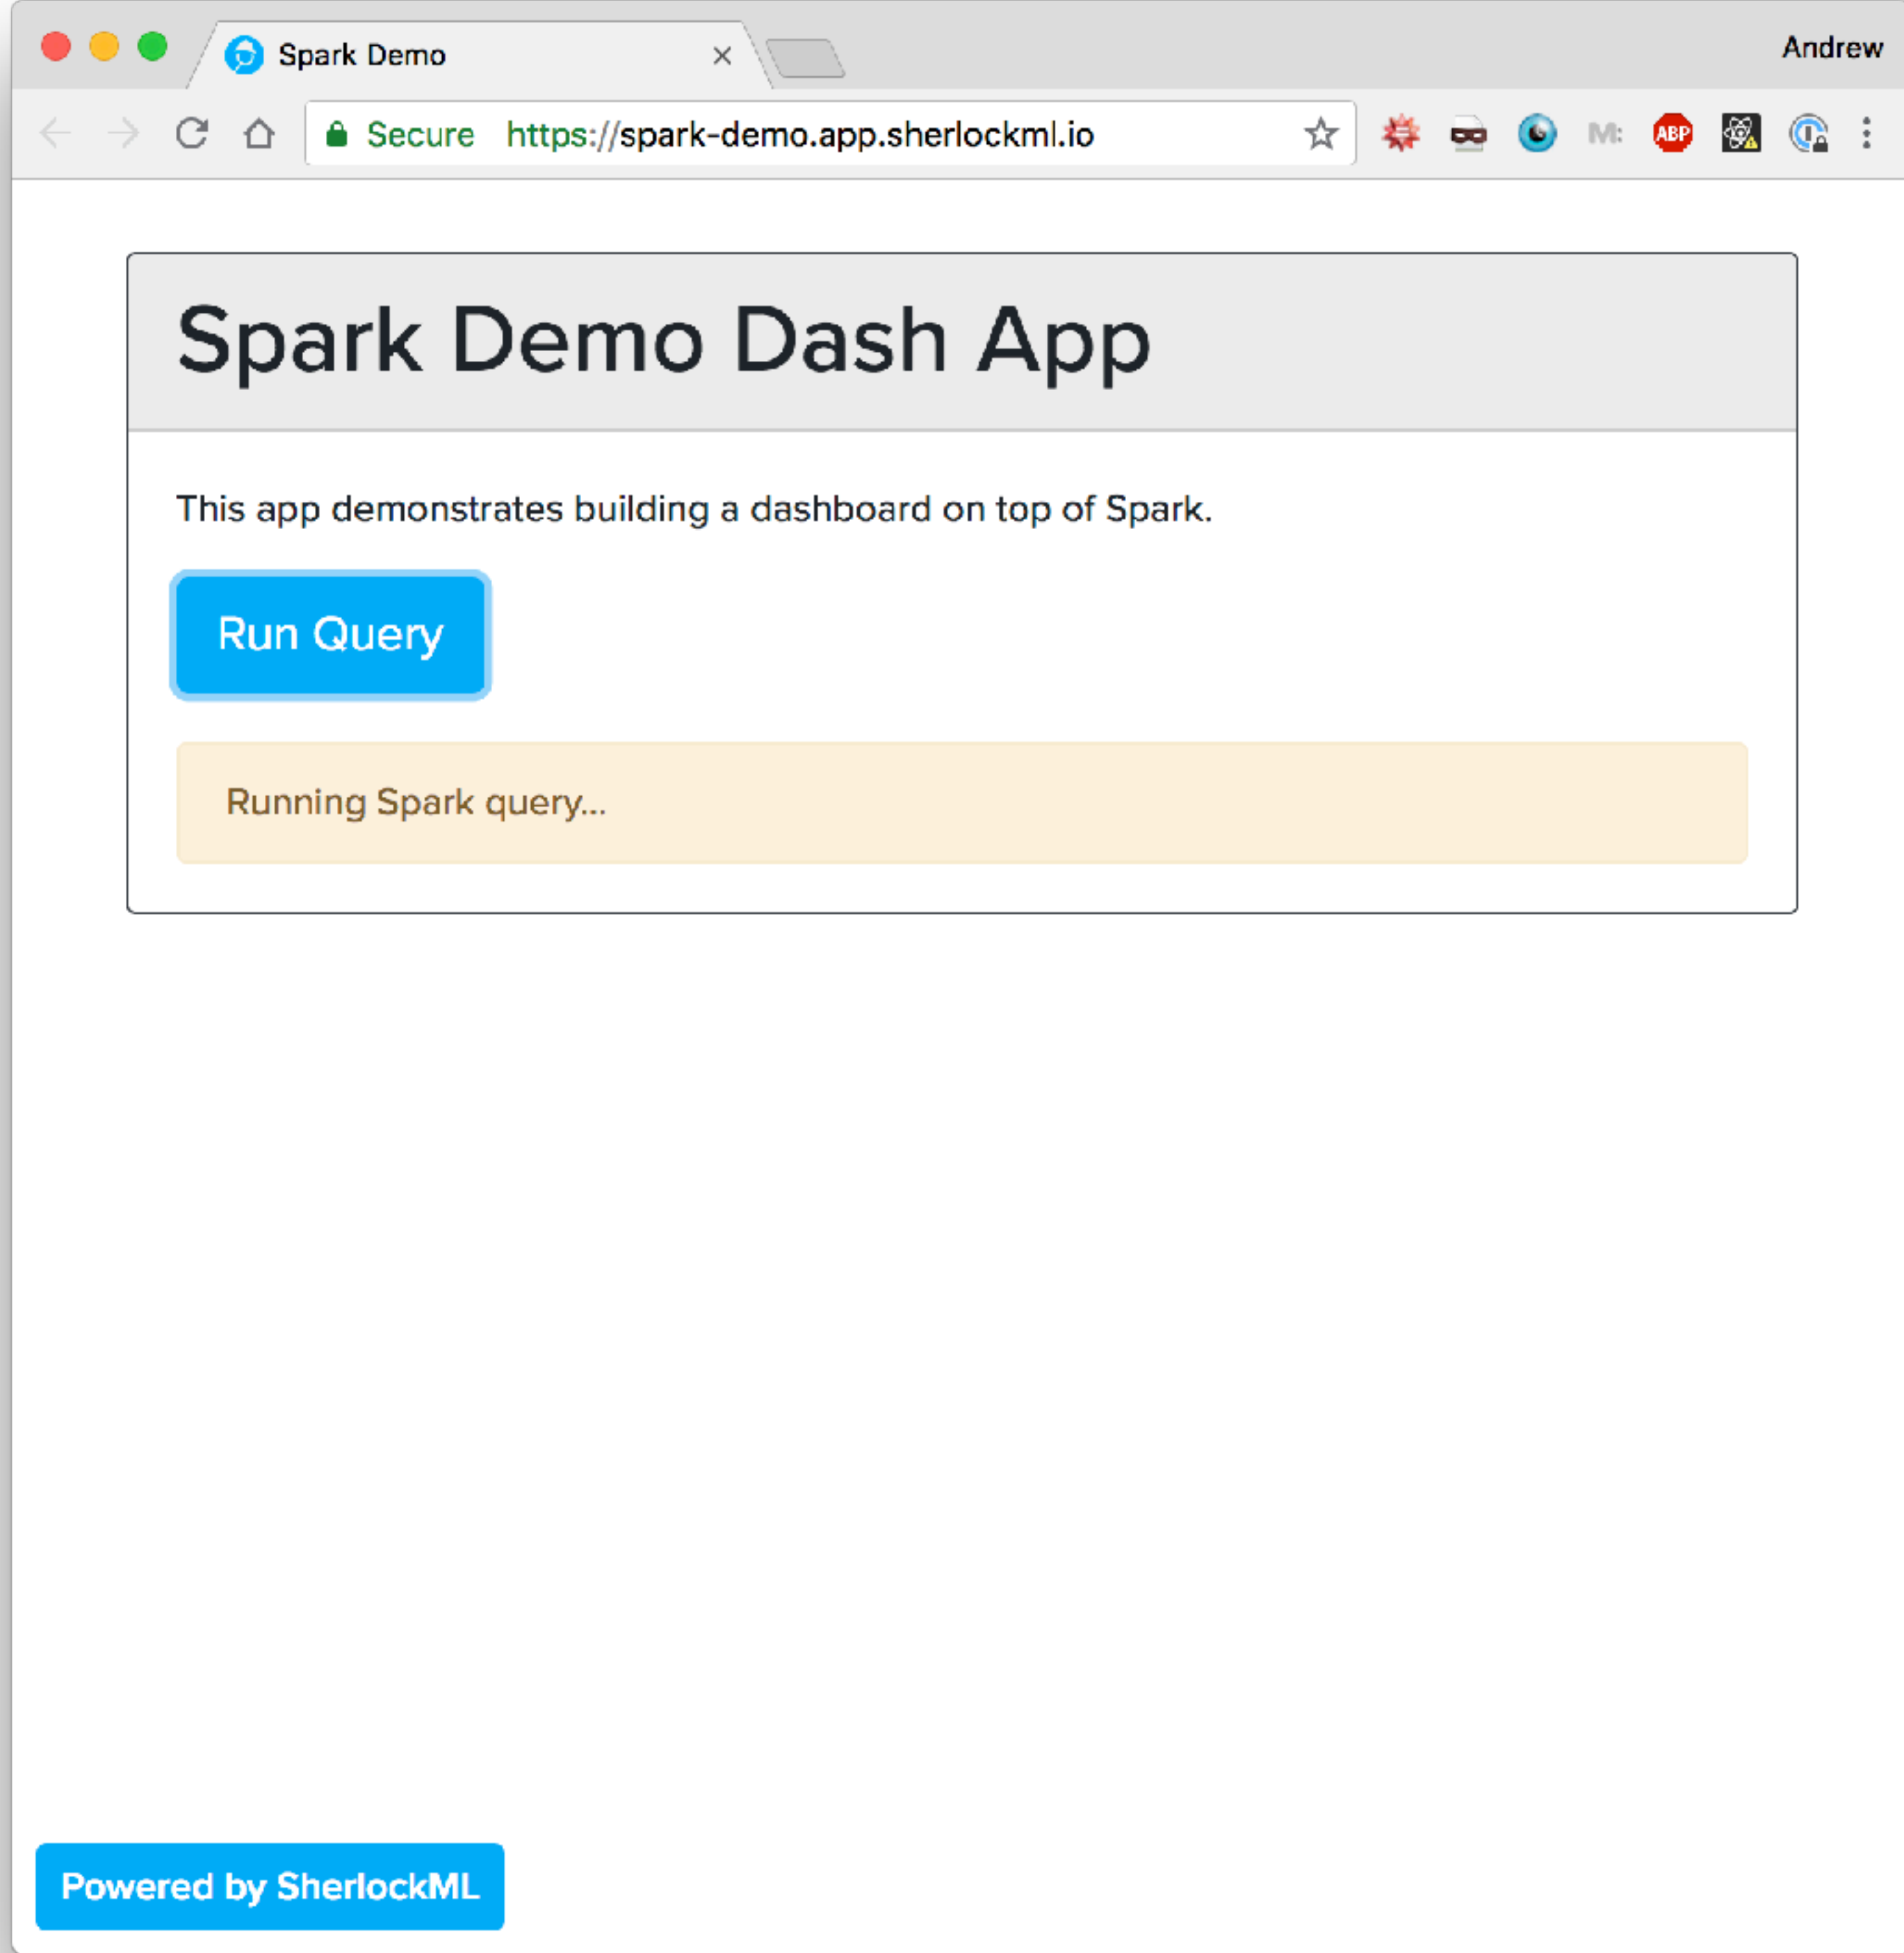 Spark Demo
Andrew
Secure https://spark-demo.app.sherlockml.io
M:
ABP
Spark Demo Dash App
This app demonstrates building a dashboard on top of Spark.
Run Query
Running Spark query...
Powered by SherlockML